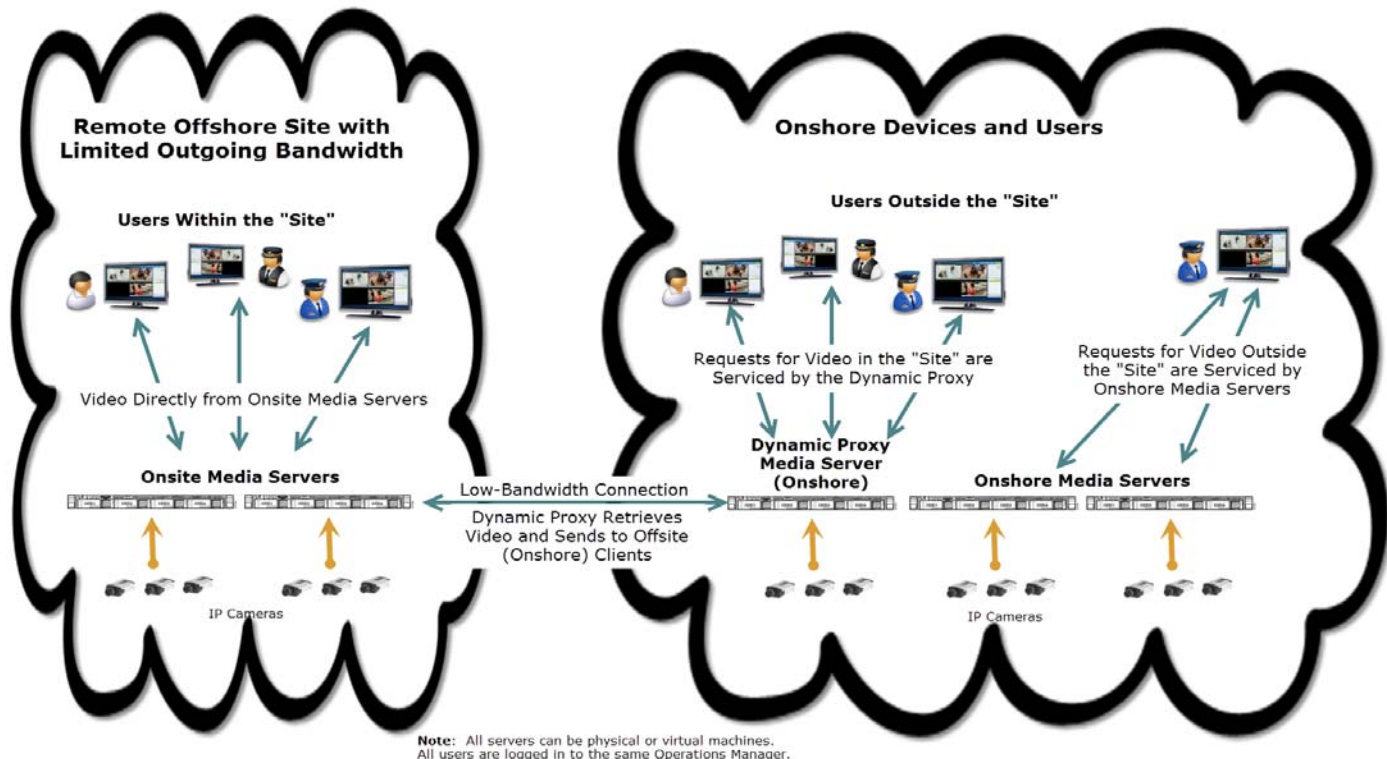 Remote Offshore Site with
Limited Outgoing Bandwidth
Users Within the "Site"
Video Directly from Onsite Media Servers
Onsite Media Servers
IP Cameras
Low-Bandwidth Connection
Dynamic Proxy Retrieves
Video and Sends to Offsite
(Onshore) Clients
Onshore Devices and Users
Users Outside the "Site"
Requests for Video in the "Site" are
Serviced by the Dynamic Proxy
Requests for Video Outside
the "Site" are Serviced by
Onshore Media Servers
Dynamic Proxy
Media Server
(Onshore)
Onshore Media Servers
IP Cameras
Note: All servers can be physical or virtual machines.
All users are logged in to the same Operations Manager.